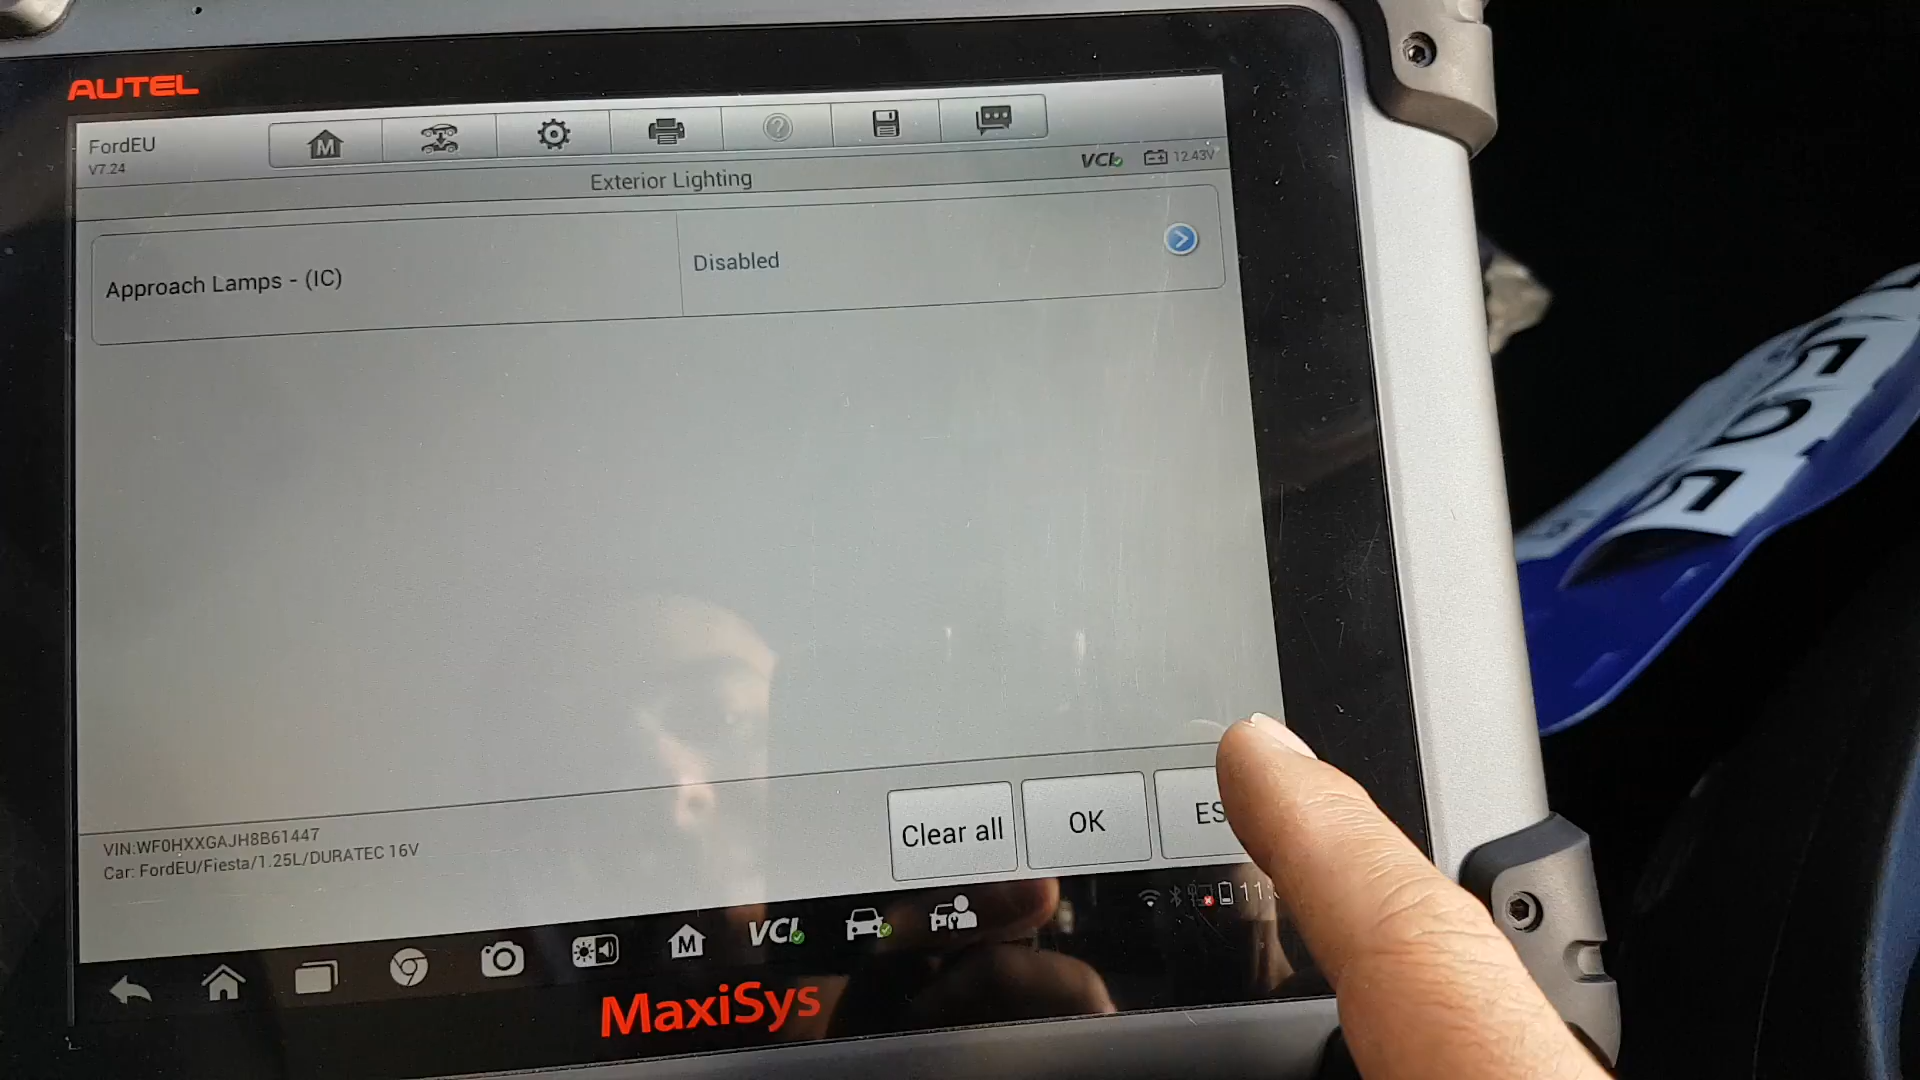 AUTEL
FordEU
V7.24
M
VCI
12.43V
Exterior Lighting
Approach Lamps - (IC)
Disabled
VIN:WF0HXXGAJH8B61447
Car: FordEU/Fiesta/1.25L/DURATEC 16V
Clear all
OK
ES
11:
M
VCI
MaxiSys